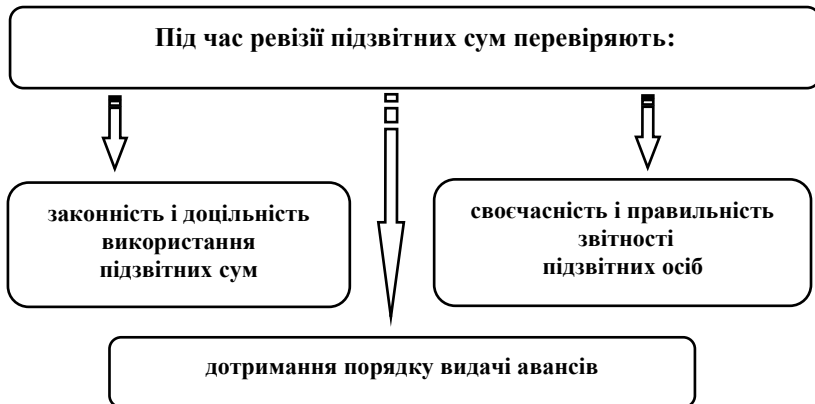 Під час ревізії підзвітних сум перевіряють:
законність і доцільність
використання
підзвітних сум
своєчасність і правильність
звітності
підзвітних осіб
дотримання порядку видачі авансів